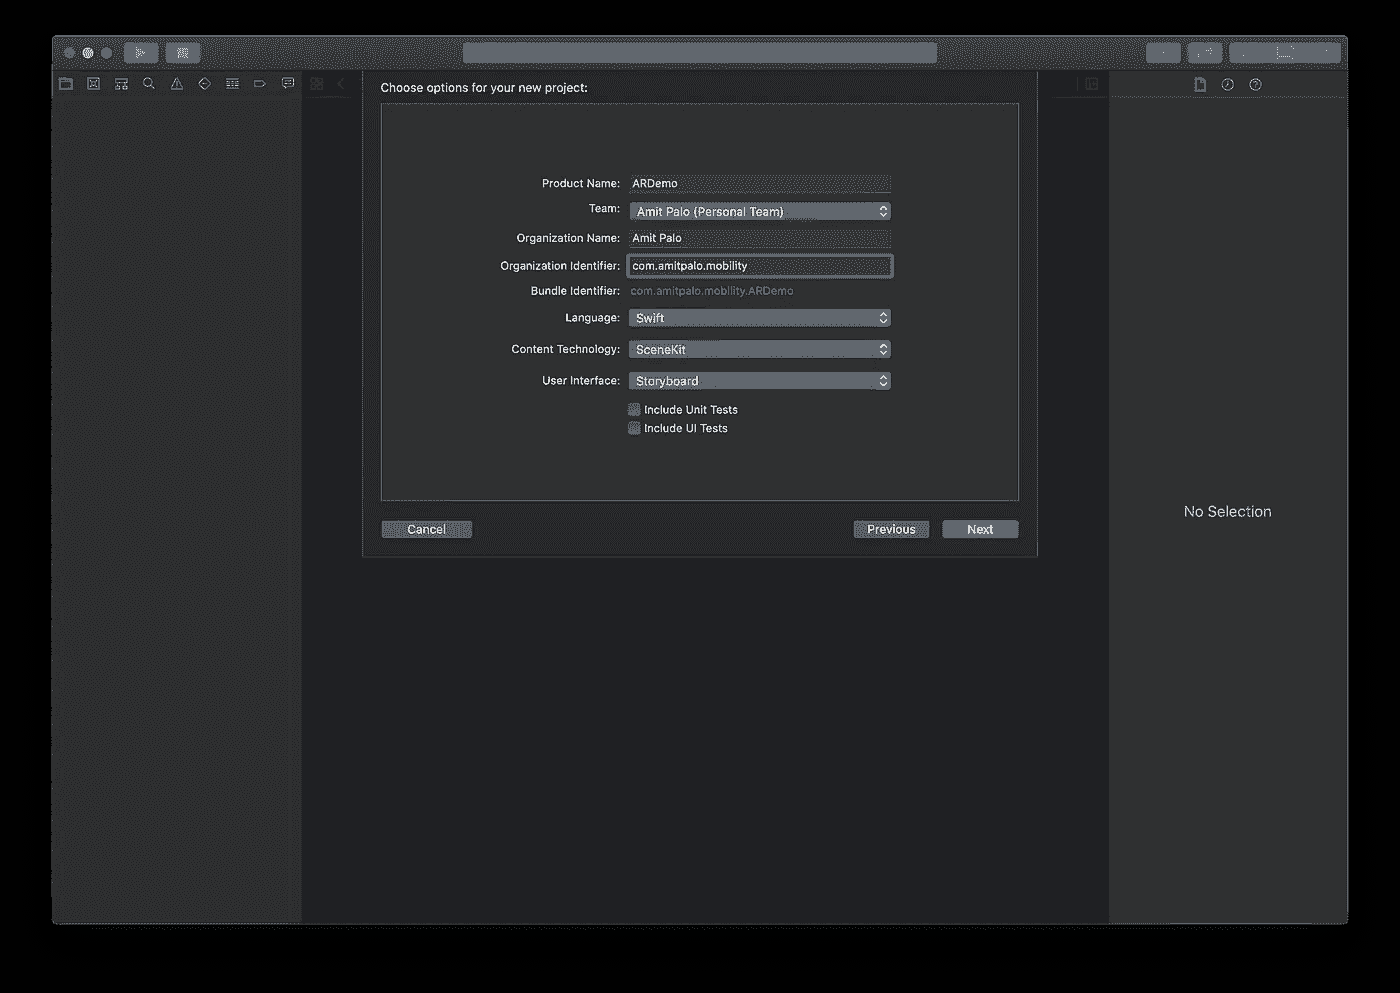 Choose options for your new project:
Product Name: ARDemo
Team: Amit Palo (Personal Team)
Organization Name: Amit Palo
Organization Identifier: com.amitpalo.mobility
Bundle Identifier: com.amitpalo.mobility.ARDemo
Language: Swift
Content Technology: SceneKit
User Interface: Storyboard
Include Unit Tests
Include UI Tests
Cancel Previous Next
No Selection